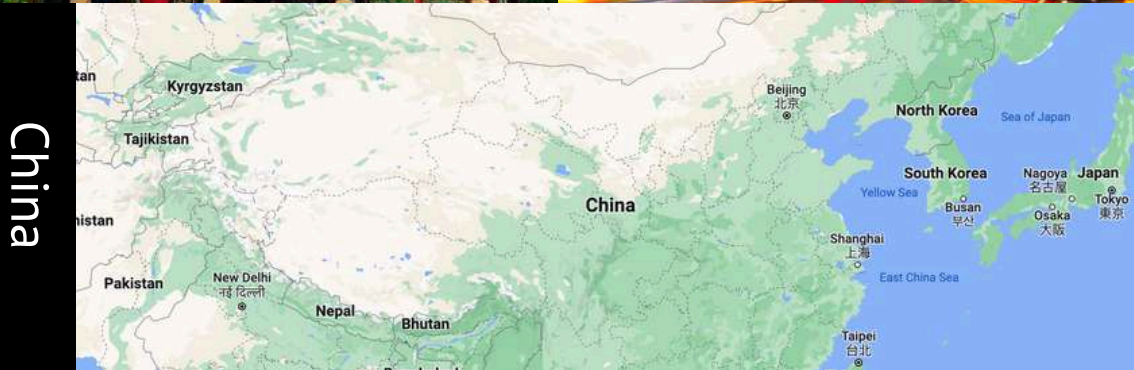 China
tan
Kyrgyzstan
Tajikistan
Beijing
北京
North Korea
Sea of Japan
South Korea
Nagoya
名古屋
Japan
Yellow Sea
Busan
부산
Osaka
大阪
Tokyo
東京
China
nistan
Shanghai
上海
East China Sea
Pakistan
New Delhi
नई दिल्ली
Nepal
Bhutan
Taipei
台北